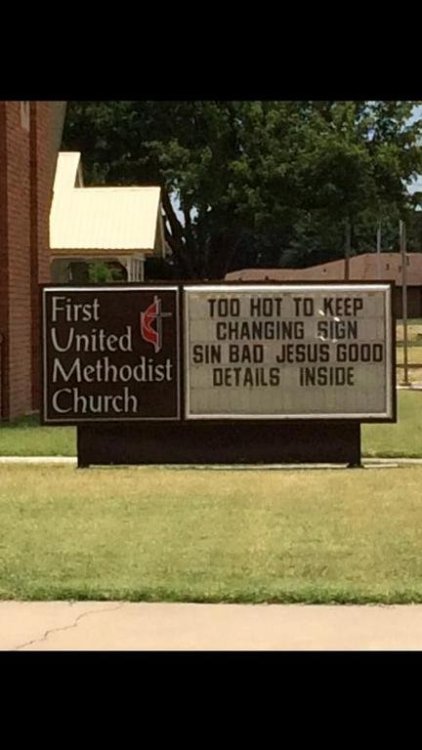 First
United
Methodist
Church
TOO HOT TO KEEP
CHANGING SIGN
SIN BAD JESUS GOOD
DETAILS INSIDE